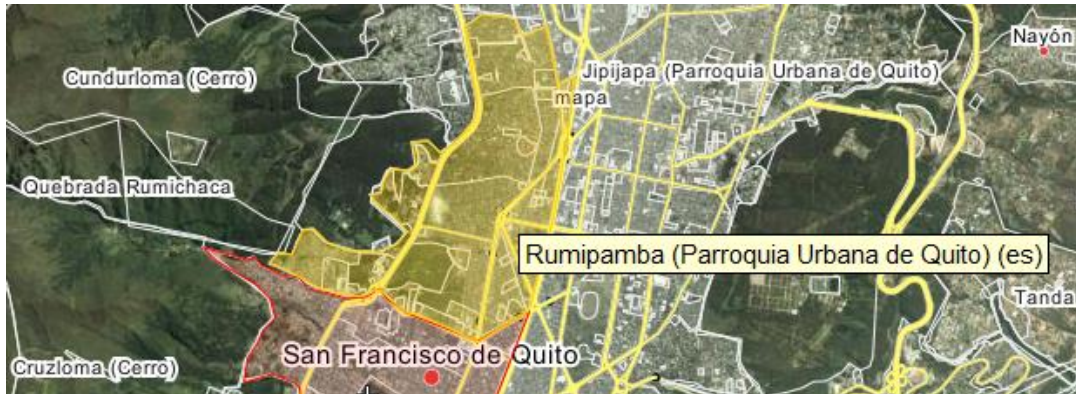 Nayón
Cundurloma (Cerro)
Jipijapa (Parroquia Urbana de Quito)
mapa
Quebrada Rumichaca
Rumipamba (Parroquia Urbana de Quito) (es)
Tanda
San Francisco de Quito
Cruzloma (Cerro)